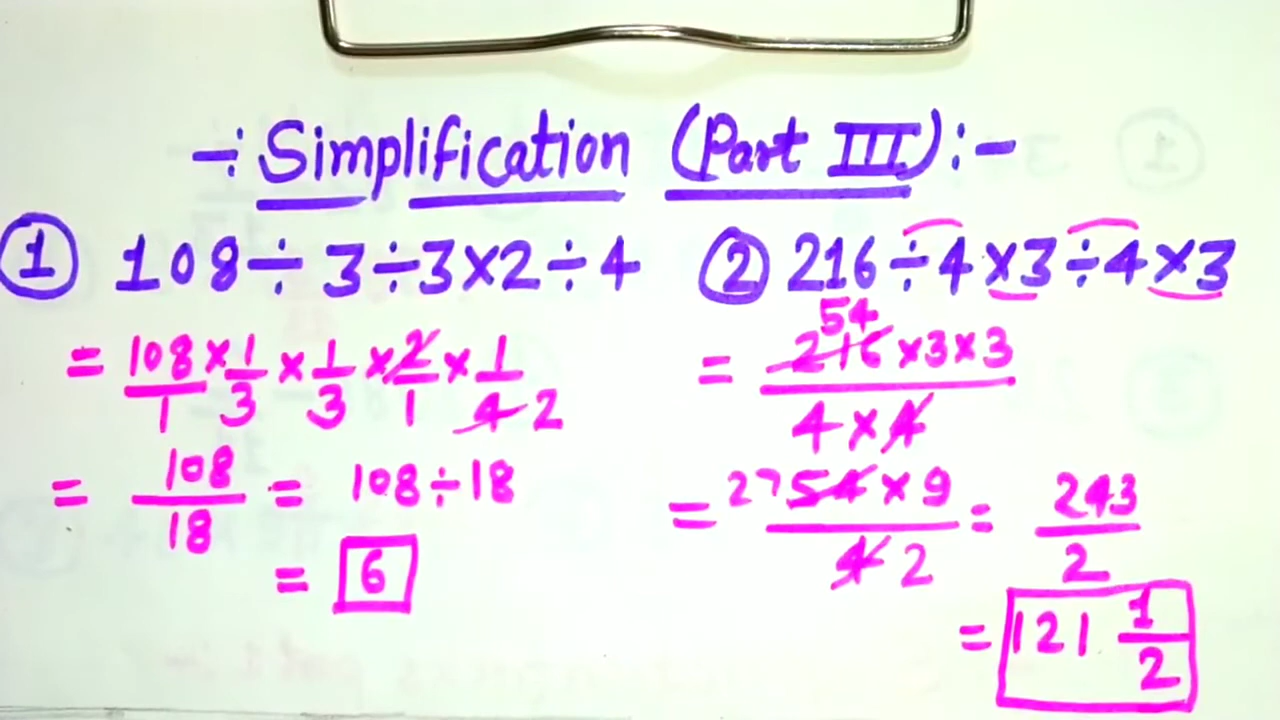 -: Simplification (Part III):-
① 108÷3÷3×2÷4
= 108/1 × 1/3 × 1/3 × 2/1 × 1/4 2
= 108/18 = 108÷18
= 6
② 216÷4×3÷4×3
54
= 216×3×3 / 4×4
= 27 54×9 / 4 2 = 243/2
= 121 1/2